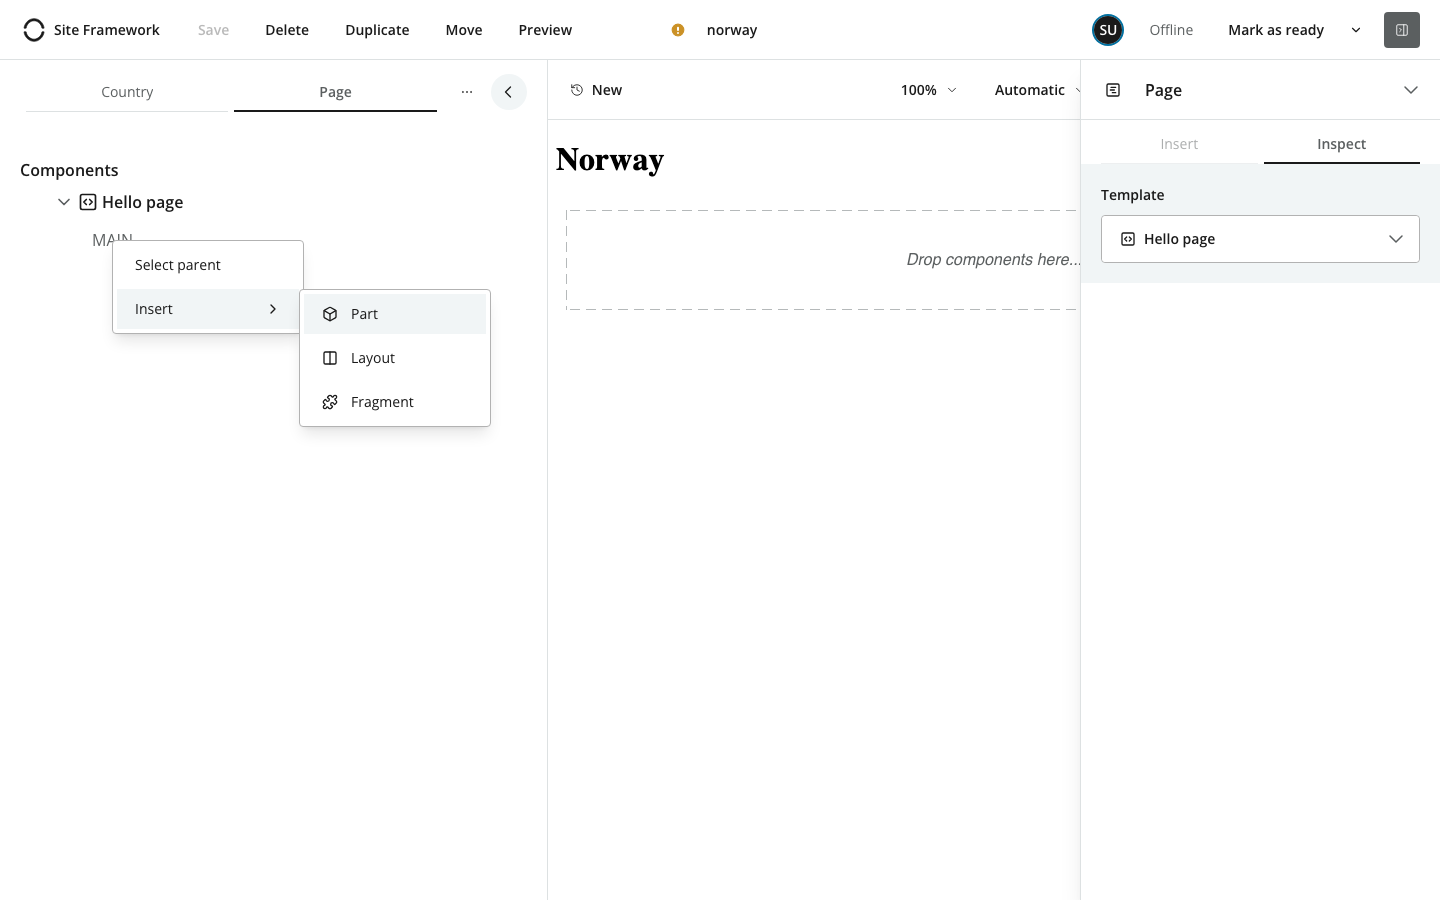 Site Framework Save Delete Duplicate Move Preview norway SU Offline Mark as ready
Country Page ...
Components
Hello page
MAIN
Select parent
Insert
Part
Layout
Fragment
New 100% Automatic
Norway
Drop components here...
Page
Insert Inspect
Template
Hello page